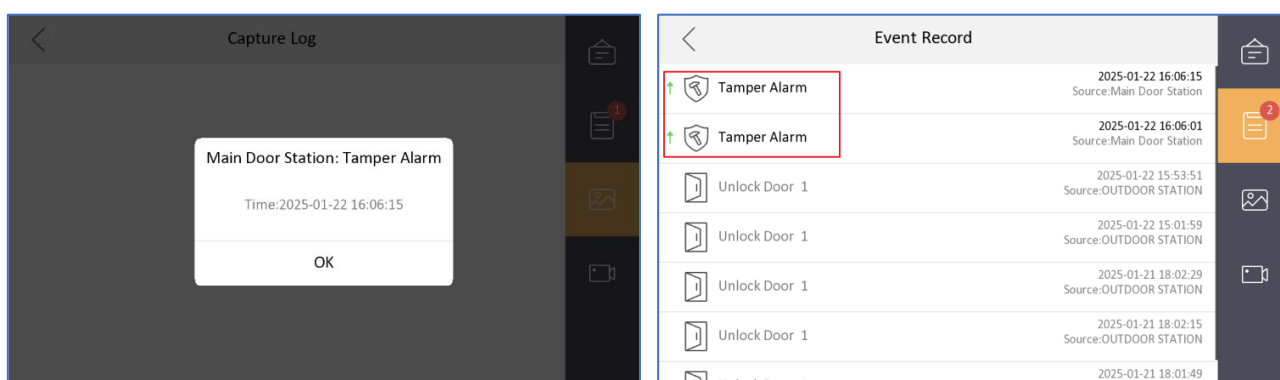 Capture Log
1
Main Door Station: Tamper Alarm
Time:2025-01-22 16:06:15
OK
Event Record
Tamper Alarm
2025-01-22 16:06:15
Source:Main Door Station
2
Tamper Alarm
2025-01-22 16:06:01
Source:Main Door Station
Unlock Door 1
2025-01-22 15:53:51
Source:OUTDOOR STATION
Unlock Door 1
2025-01-22 15:01:59
Source:OUTDOOR STATION
Unlock Door 1
2025-01-21 18:02:29
Source:OUTDOOR STATION
Unlock Door 1
2025-01-21 18:02:15
Source:OUTDOOR STATION
2025-01-21 18:01:49